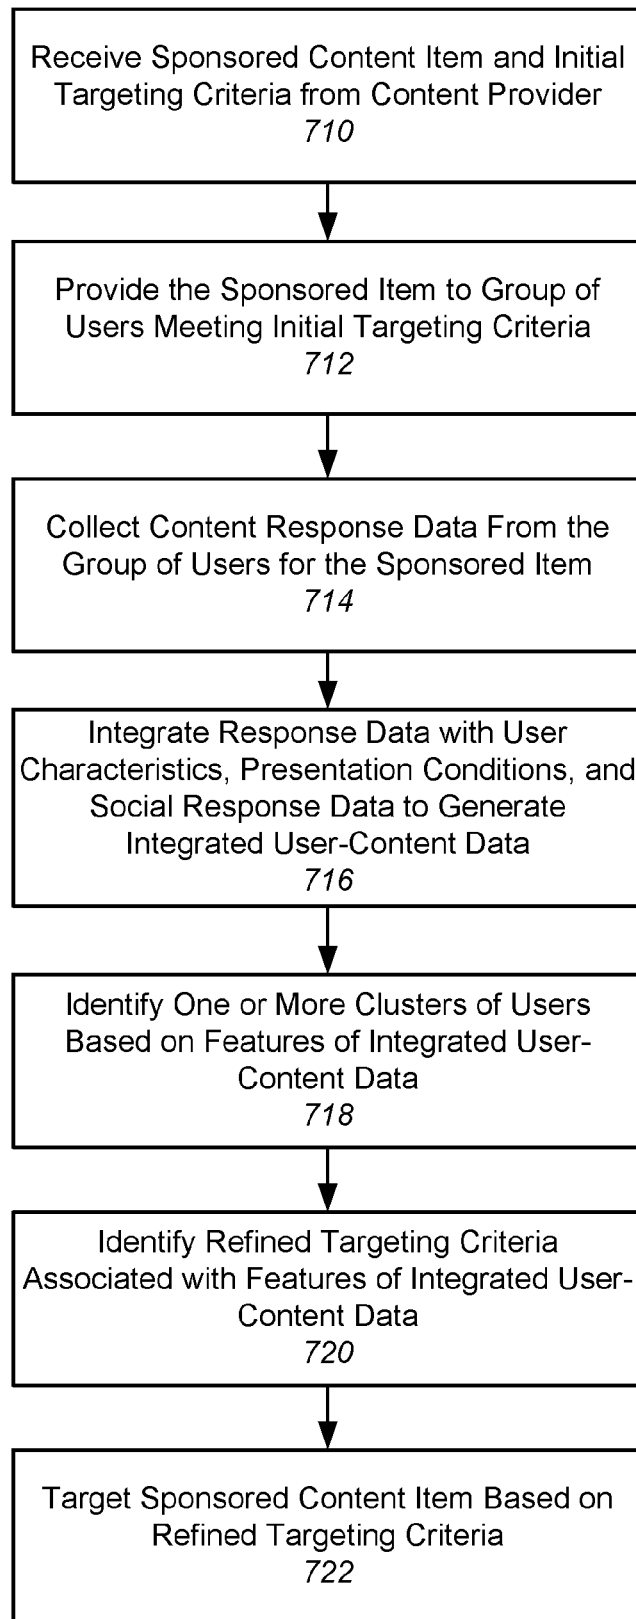 Receive Sponsored Content Item and Initial
Targeting Criteria from Content Provider
710
Provide the Sponsored Item to Group of
Users Meeting Initial Targeting Criteria
712
Collect Content Response Data From the
Group of Users for the Sponsored Item
714
Integrate Response Data with User
Characteristics, Presentation Conditions, and
Social Response Data to Generate
Integrated User-Content Data
716
Identify One or More Clusters of Users
Based on Features of Integrated User-
Content Data
718
Identify Refined Targeting Criteria
Associated with Features of Integrated User-
Content Data
720
Target Sponsored Content Item Based on
Refined Targeting Criteria
722